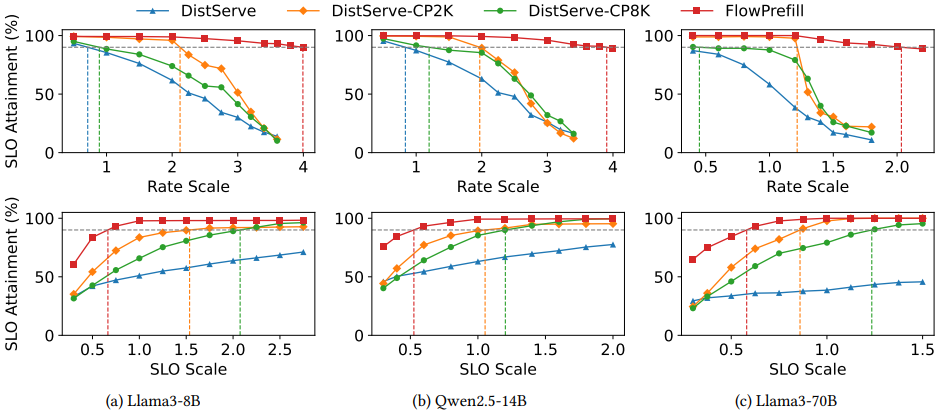 DistServe DistServe-CP2K DistServe-CP8K FlowPrefill
SLO Attainment (%)
100
50
0
1 2 3 4
Rate Scale
100
50
0
1 2 3 4
Rate Scale
100
50
0
0.5 1.0 1.5 2.0
Rate Scale
SLO Attainment (%)
100
50
0
0.5 1.0 1.5 2.0 2.5
SLO Scale
100
50
0
0.5 1.0 1.5 2.0
SLO Scale
100
50
0
0.5 1.0 1.5
SLO Scale
(a) Llama3-8B
(b) Qwen2.5-14B
(c) Llama3-70B